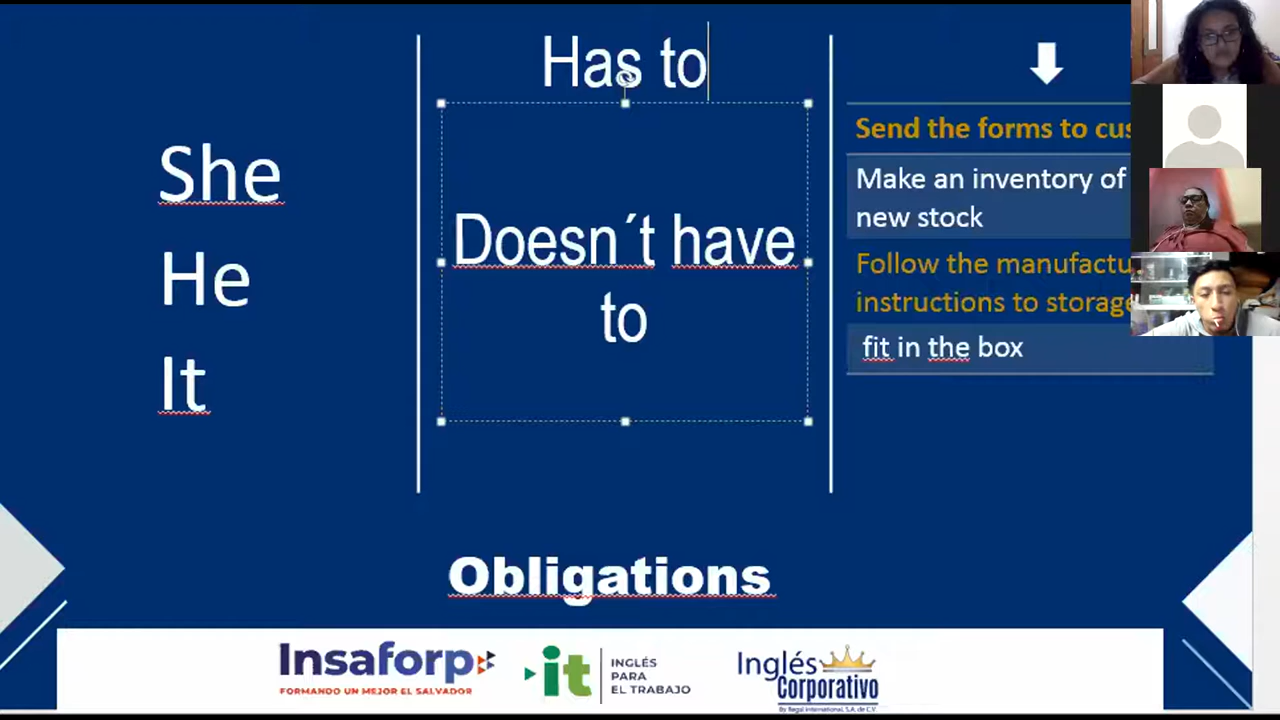 Has to
She
He
It
Doesn´t have
to
Send the forms to
Make an inventory of
new stock
Follow the
instructions to storage
fit in the box
Obligations
Insaforp
FORMANDO UN MEJOR EL SALVADOR
it
INGLÉS
PARA
EL TRABAJO
Inglés
Corporativo